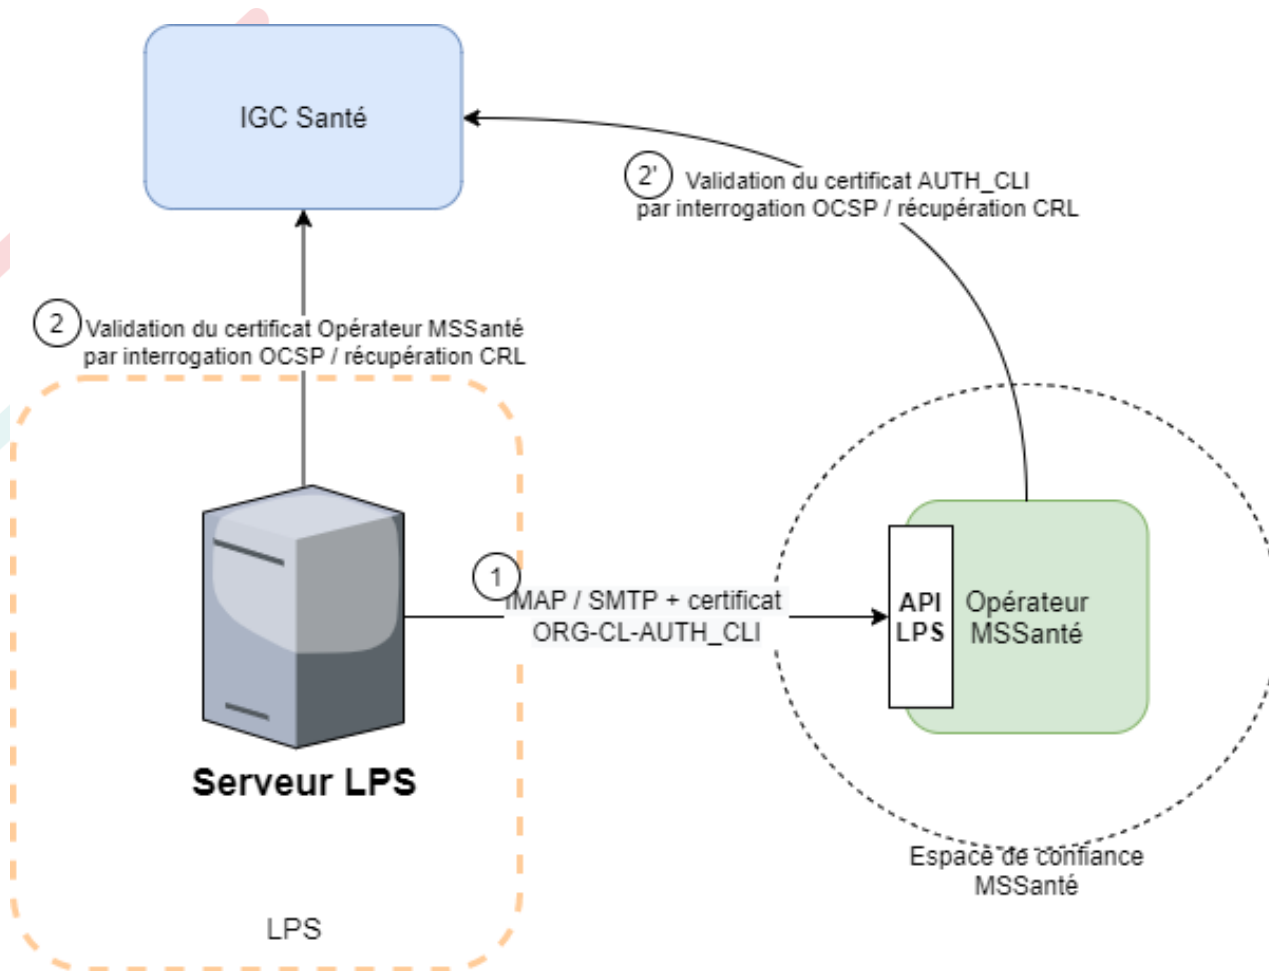 IGC Santé
2'
Validation du certificat AUTH_CLI
par interrogation OCSP / récupération CRL
2
Validation du certificat Opérateur MSSanté
par interrogation OCSP / récupération CRL
1
IMAP / SMTP + certificat
ORG-CL-AUTH_CLI
API
LPS
Opérateur
MSSanté
Serveur LPS
Espace de confiance
MSSanté
LPS